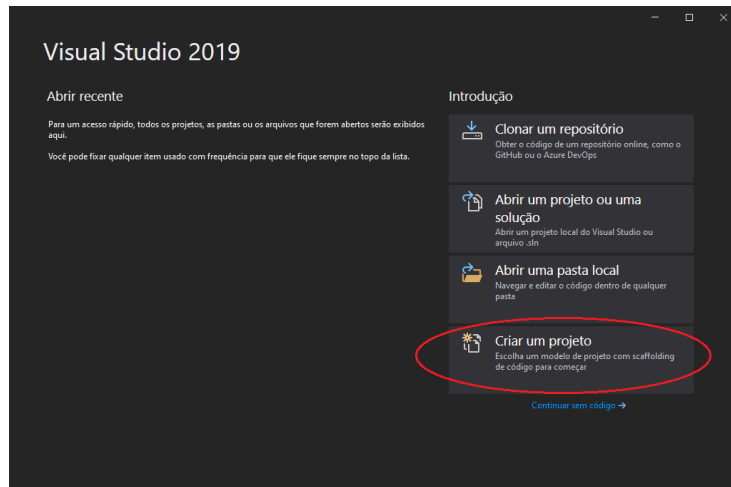 Visual Studio 2019
Abrir recente
Para um acesso rápido, todos os projetos, as pastas ou os arquivos que forem abertos serão exibidos
aqui.
Você pode fixar qualquer item usado com frequência para que ele fique sempre no topo da lista.
Introdução
Clonar um repositório
Obter o código de um repositório online, como o
GitHub ou o Azure DevOps
Abrir um projeto ou uma
solução
Abrir um projeto local do Visual Studio ou
arquivo .sln
Abrir uma pasta local
Navegar e editar o código dentro de qualquer
pasta
Criar um projeto
Escolha um modelo de projeto com scaffolding
de código para começar
Continuar sem código →